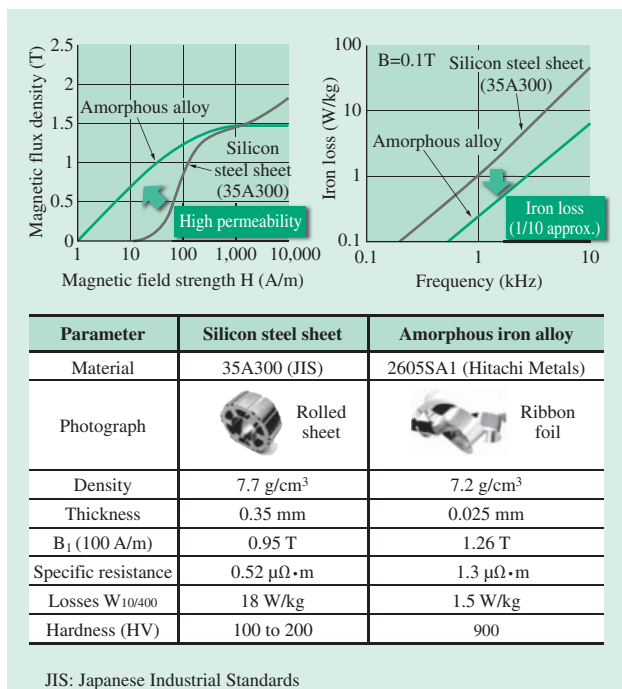 Magnetic flux density (T)
2.5
2
1.5
1
0.5
0
Amorphous alloy
Silicon
steel sheet
(35A300)
High permeability
1 10 100 1,000 10,000
Magnetic field strength H (A/m)
Iron loss (W/kg)
100
10
1
0.1
B=0.1T Silicon steel sheet
(35A300)
Amorphous alloy
Iron loss
(1/10 approx.)
0.1 1 10
Frequency (kHz)
Parameter Silicon steel sheet Amorphous iron alloy
Material 35A300 (JIS) 2605SA1 (Hitachi Metals)
Photograph Rolled sheet Ribbon foil
Density 7.7 g/cm³ 7.2 g/cm³
Thickness 0.35 mm 0.025 mm
B₁ (100 A/m) 0.95 T 1.26 T
Specific resistance 0.52 μΩ•m 1.3 μΩ•m
Losses W10/400 18 W/kg 1.5 W/kg
Hardness (HV) 100 to 200 900
JIS: Japanese Industrial Standards